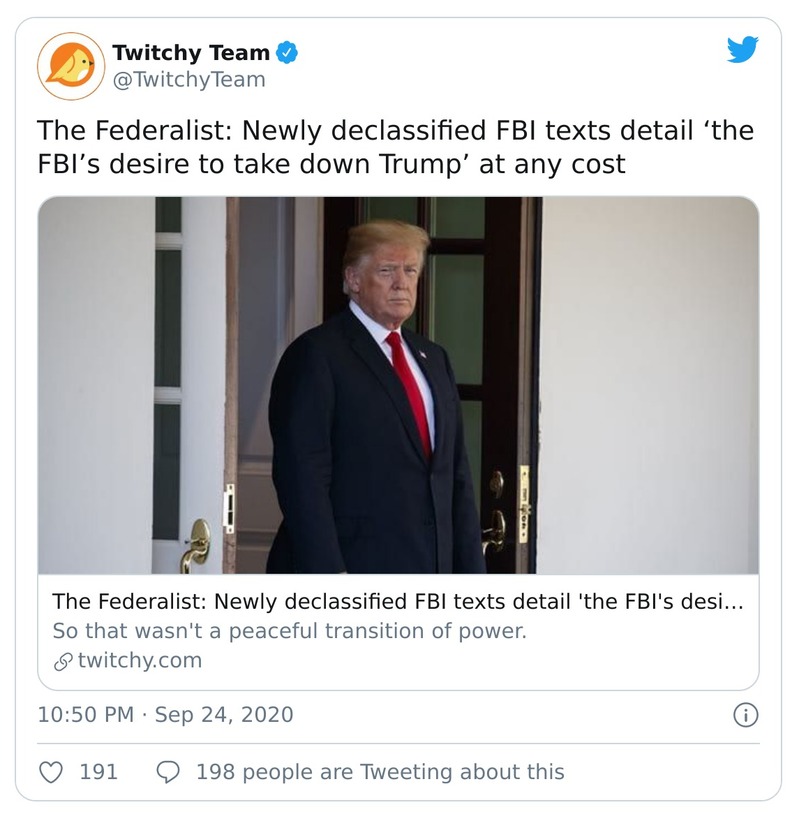 Twitchy Team
@TwitchyTeam
The Federalist: Newly declassified FBI texts detail ‘the
FBI’s desire to take down Trump’ at any cost
The Federalist: Newly declassified FBI texts detail 'the FBI's desi...
So that wasn't a peaceful transition of power.
twitchy.com
10:50 PM · Sep 24, 2020
191
198 people are Tweeting about this